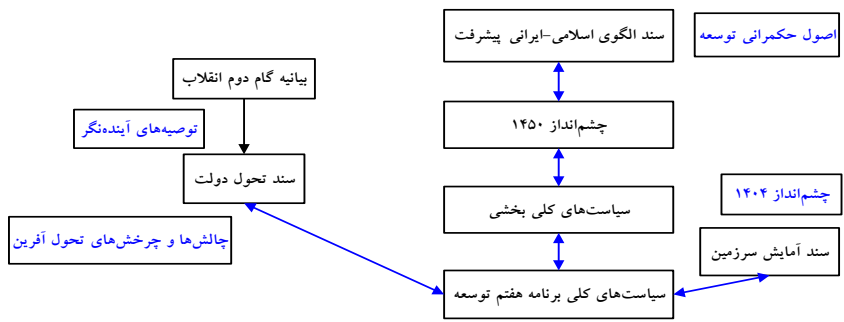 سند الگوی اسلامی-ایرانی پیشرفت
اصول حکمرانی توسعه
بیانیه گام دوم انقلاب
چشم‌انداز ۱۴۵۰
توصیه‌های آینده‌نگر
سند تحول دولت
چشم‌انداز ۱۴۰۴
سیاست‌های کلی بخشی
چالش‌ها و چرخش‌های تحول آفرین
سند آمایش سرزمین
سیاست‌های کلی برنامه هفتم توسعه